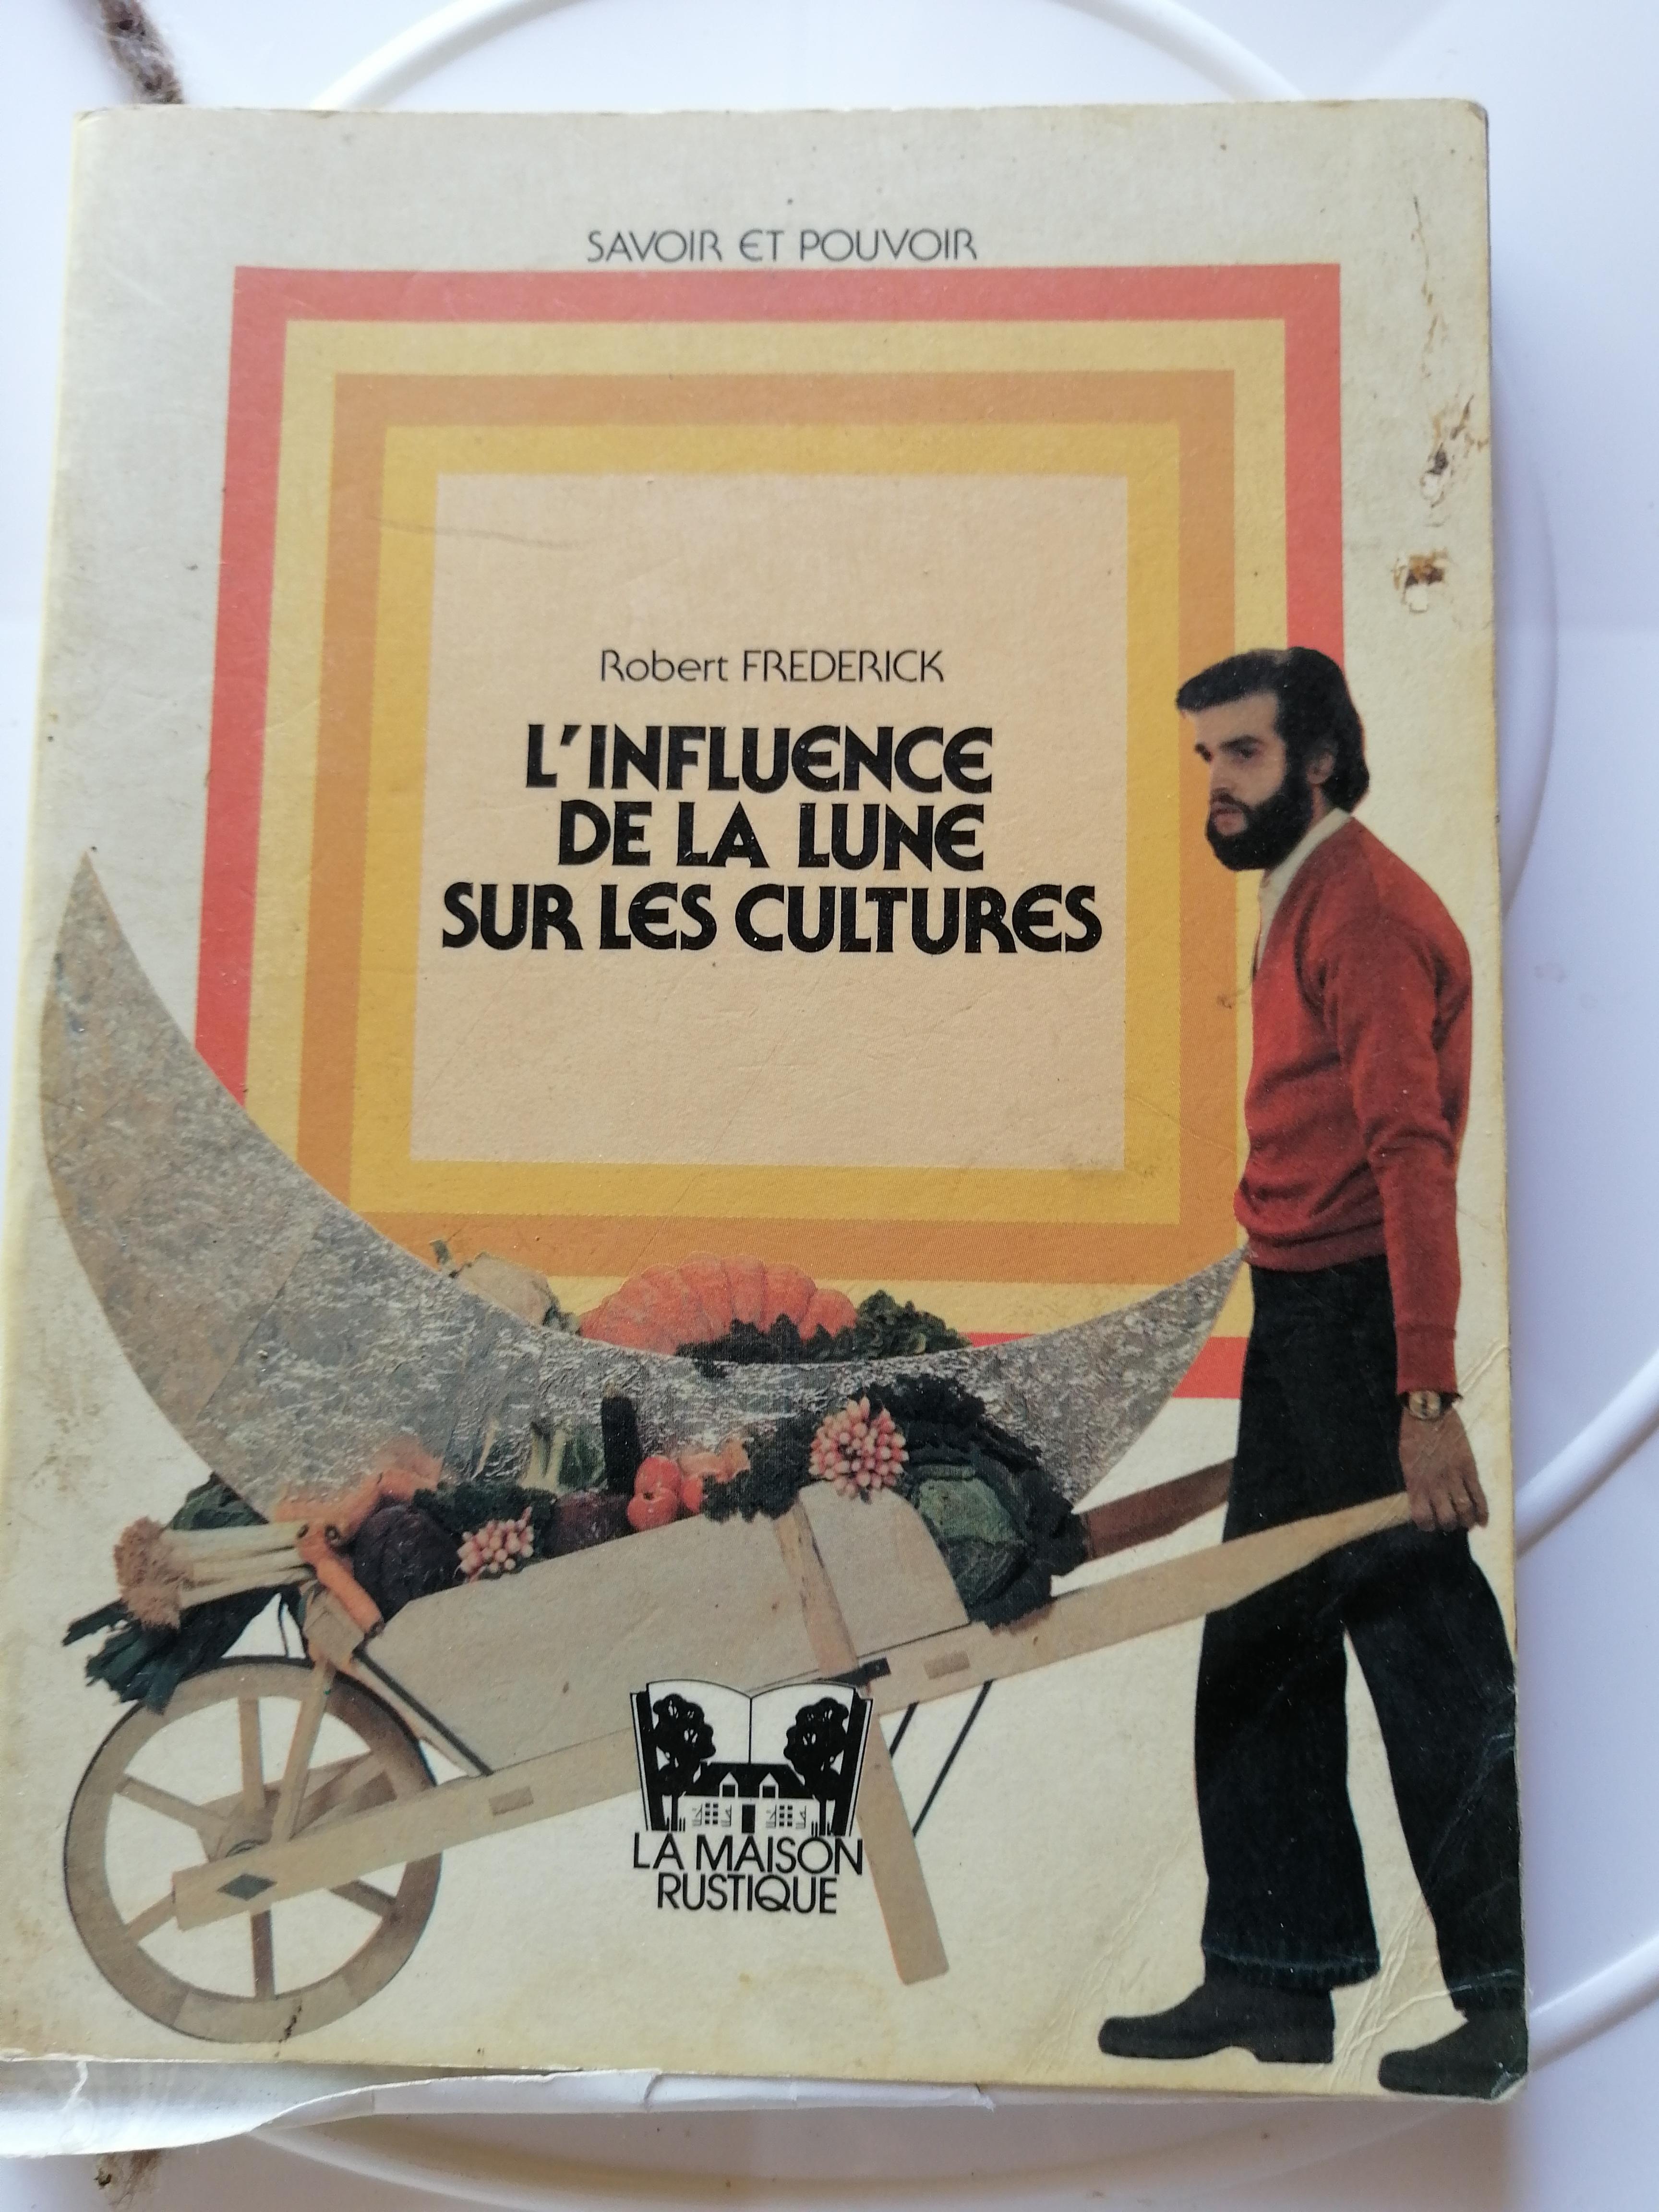 SAVOIR ET POUVOIR
Robert FREDERICK
L'INFLUENCE
DE LA LUNE
SUR LES CULTURES
LA MAISON
RUSTIQUE